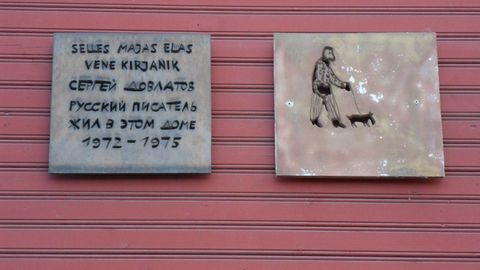 SELLES MAJAS ELAS
VENE KIRJANIK
СЕРГЕЙ ДОВЛАТОВ
РУССКИЙ ПИСАТЕЛЬ
ЖИЛ В ЭТОМ ДОМЕ
1972 - 1975